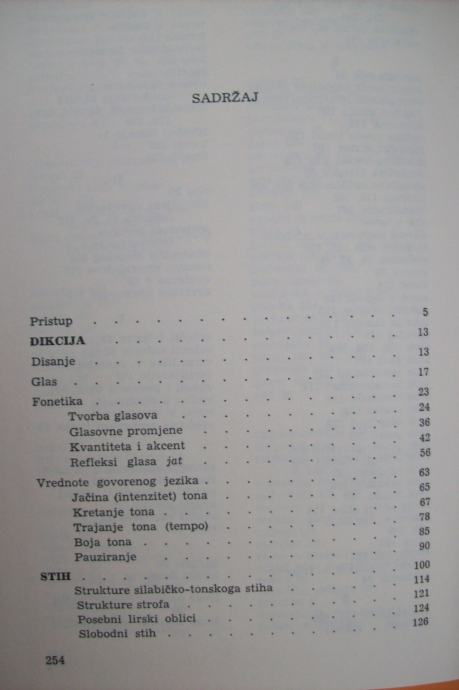 SADRŽAJ
Pristup . . . . . . . . . . . . 5
DIKCIJA . . . . . . . . . . . . 13
Disanje . . . . . . . . . . . . 13
Glas . . . . . . . . . . . . 17
Fonetika . . . . . . . . . . . . 23
Tvorba glasova . . . . . . . . . 24
Glasovne promjene . . . . . . . . 36
Kvantiteta i akcent . . . . . . . . 42
Refleksi glasa jat . . . . . . . . 56
Vrednote govorenog jezika . . . . . . . . 63
Jačina (intenzitet) tona . . . . . . . 65
Kretanje tona . . . . . . . . . . 67
Trajanje tona (tempo) . . . . . . . . 78
Boja tona . . . . . . . . . . 85
Pauziranje . . . . . . . . . 90
STIH . . . . . . . . . . . . 100
Strukture silabičko-tonskoga stiha . . . . . 114
Strukture strofa . . . . . . . . . 121
Posebni lirski oblici . . . . . . . . 124
Slobodni stih . . . . . . . . . 126
254